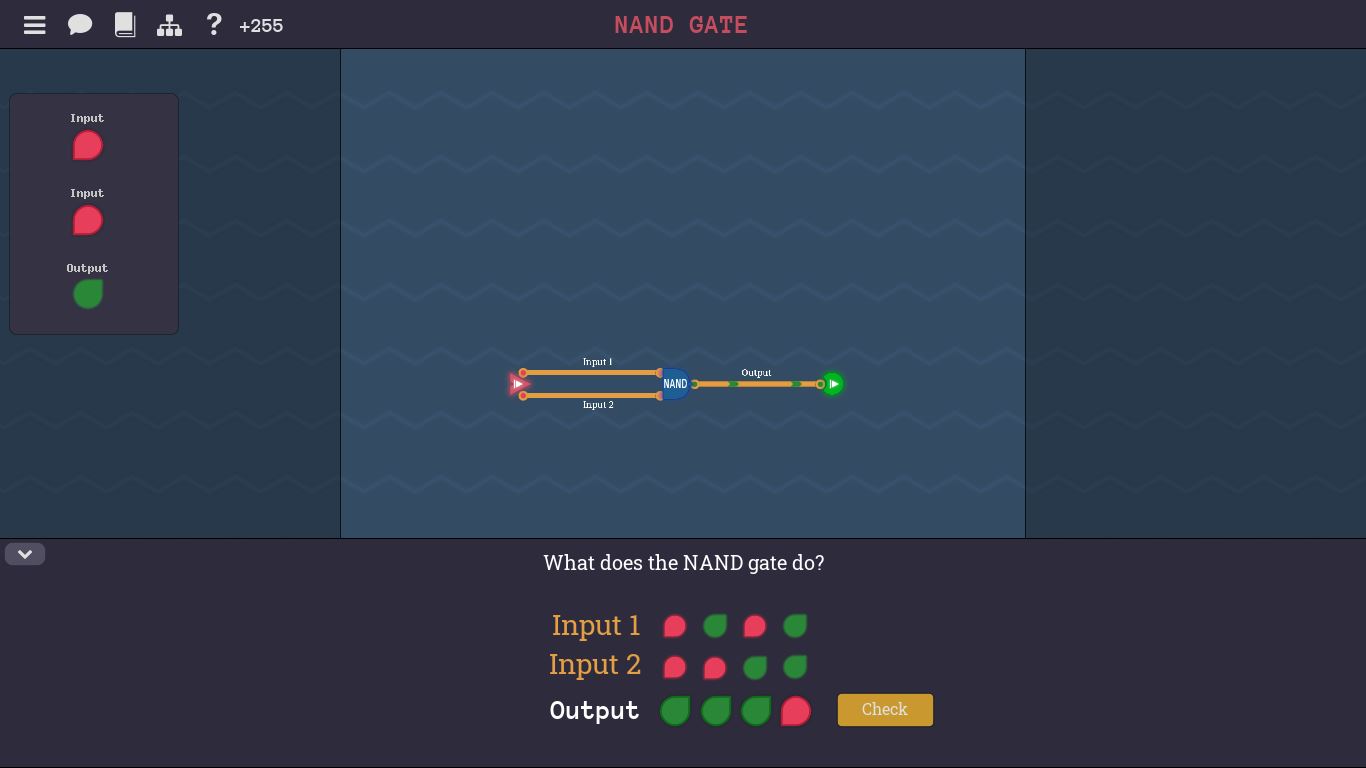 +255
NAND GATE
Input
Input
Output
Input 1
Input 2
NAND
Output
What does the NAND gate do?
Input 1
Input 2
Output
Check